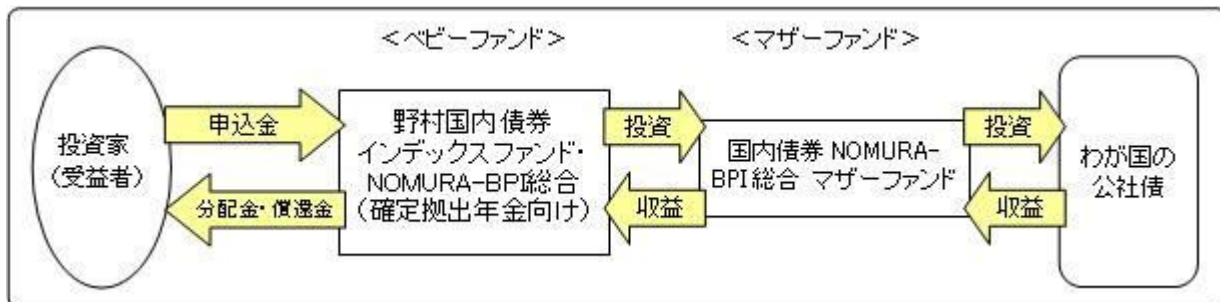 ＜ベビーファンド＞
＜マザーファンド＞
投資家
（受益者）
申込金
分配金・償還金
野村国内債券
インデックスファンド・
NOMURA-BPI総合
（確定拠出年金向け）
投資
収益
国内債券 NOMURA-
BPI総合 マザーファンド
投資
収益
わが国の
公社債